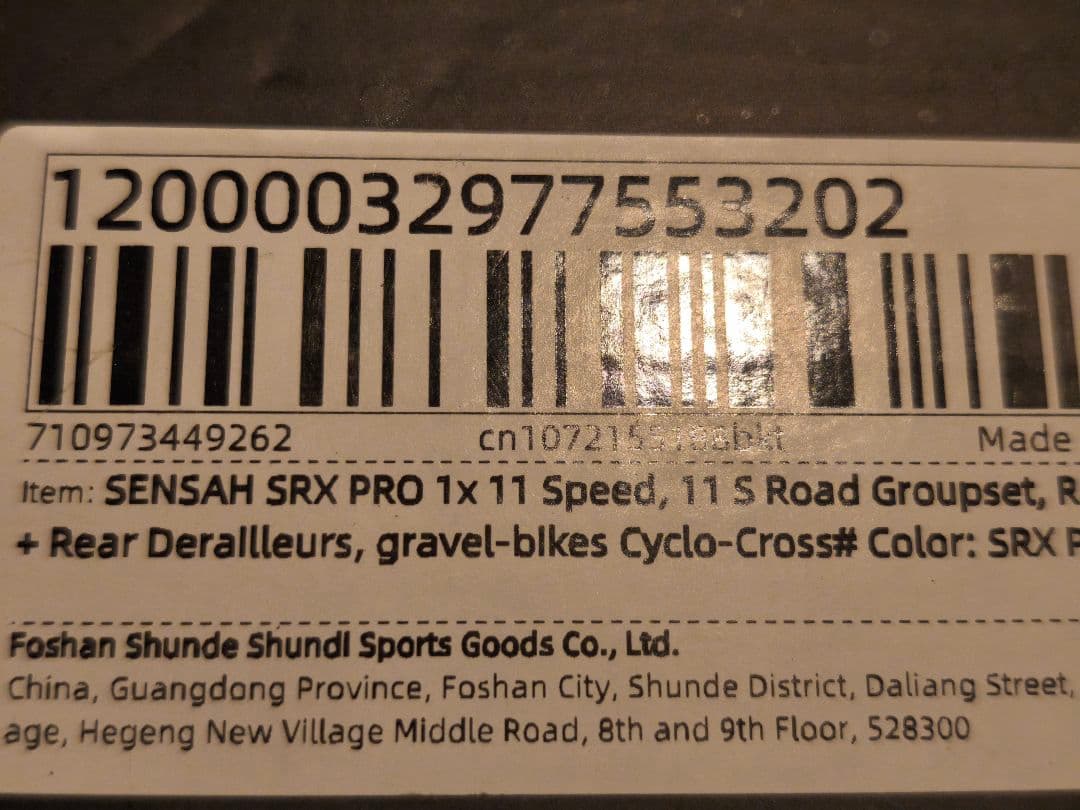 12000032977553202
710973449262 Made
Item: SENSAH SRX PRO 1x 11 Speed, 11 S Road Groupset,
+ Rear Derailleurs, gravel-bikes Cyclo-Cross# Color: SRX
Foshan Shunde Shundi Sports Goods Co., Ltd.
China, Guangdong Province, Foshan City, Shunde District, Daliang Street,
age, Hegeng New Village Middle Road, 8th and 9th Floor, 528300